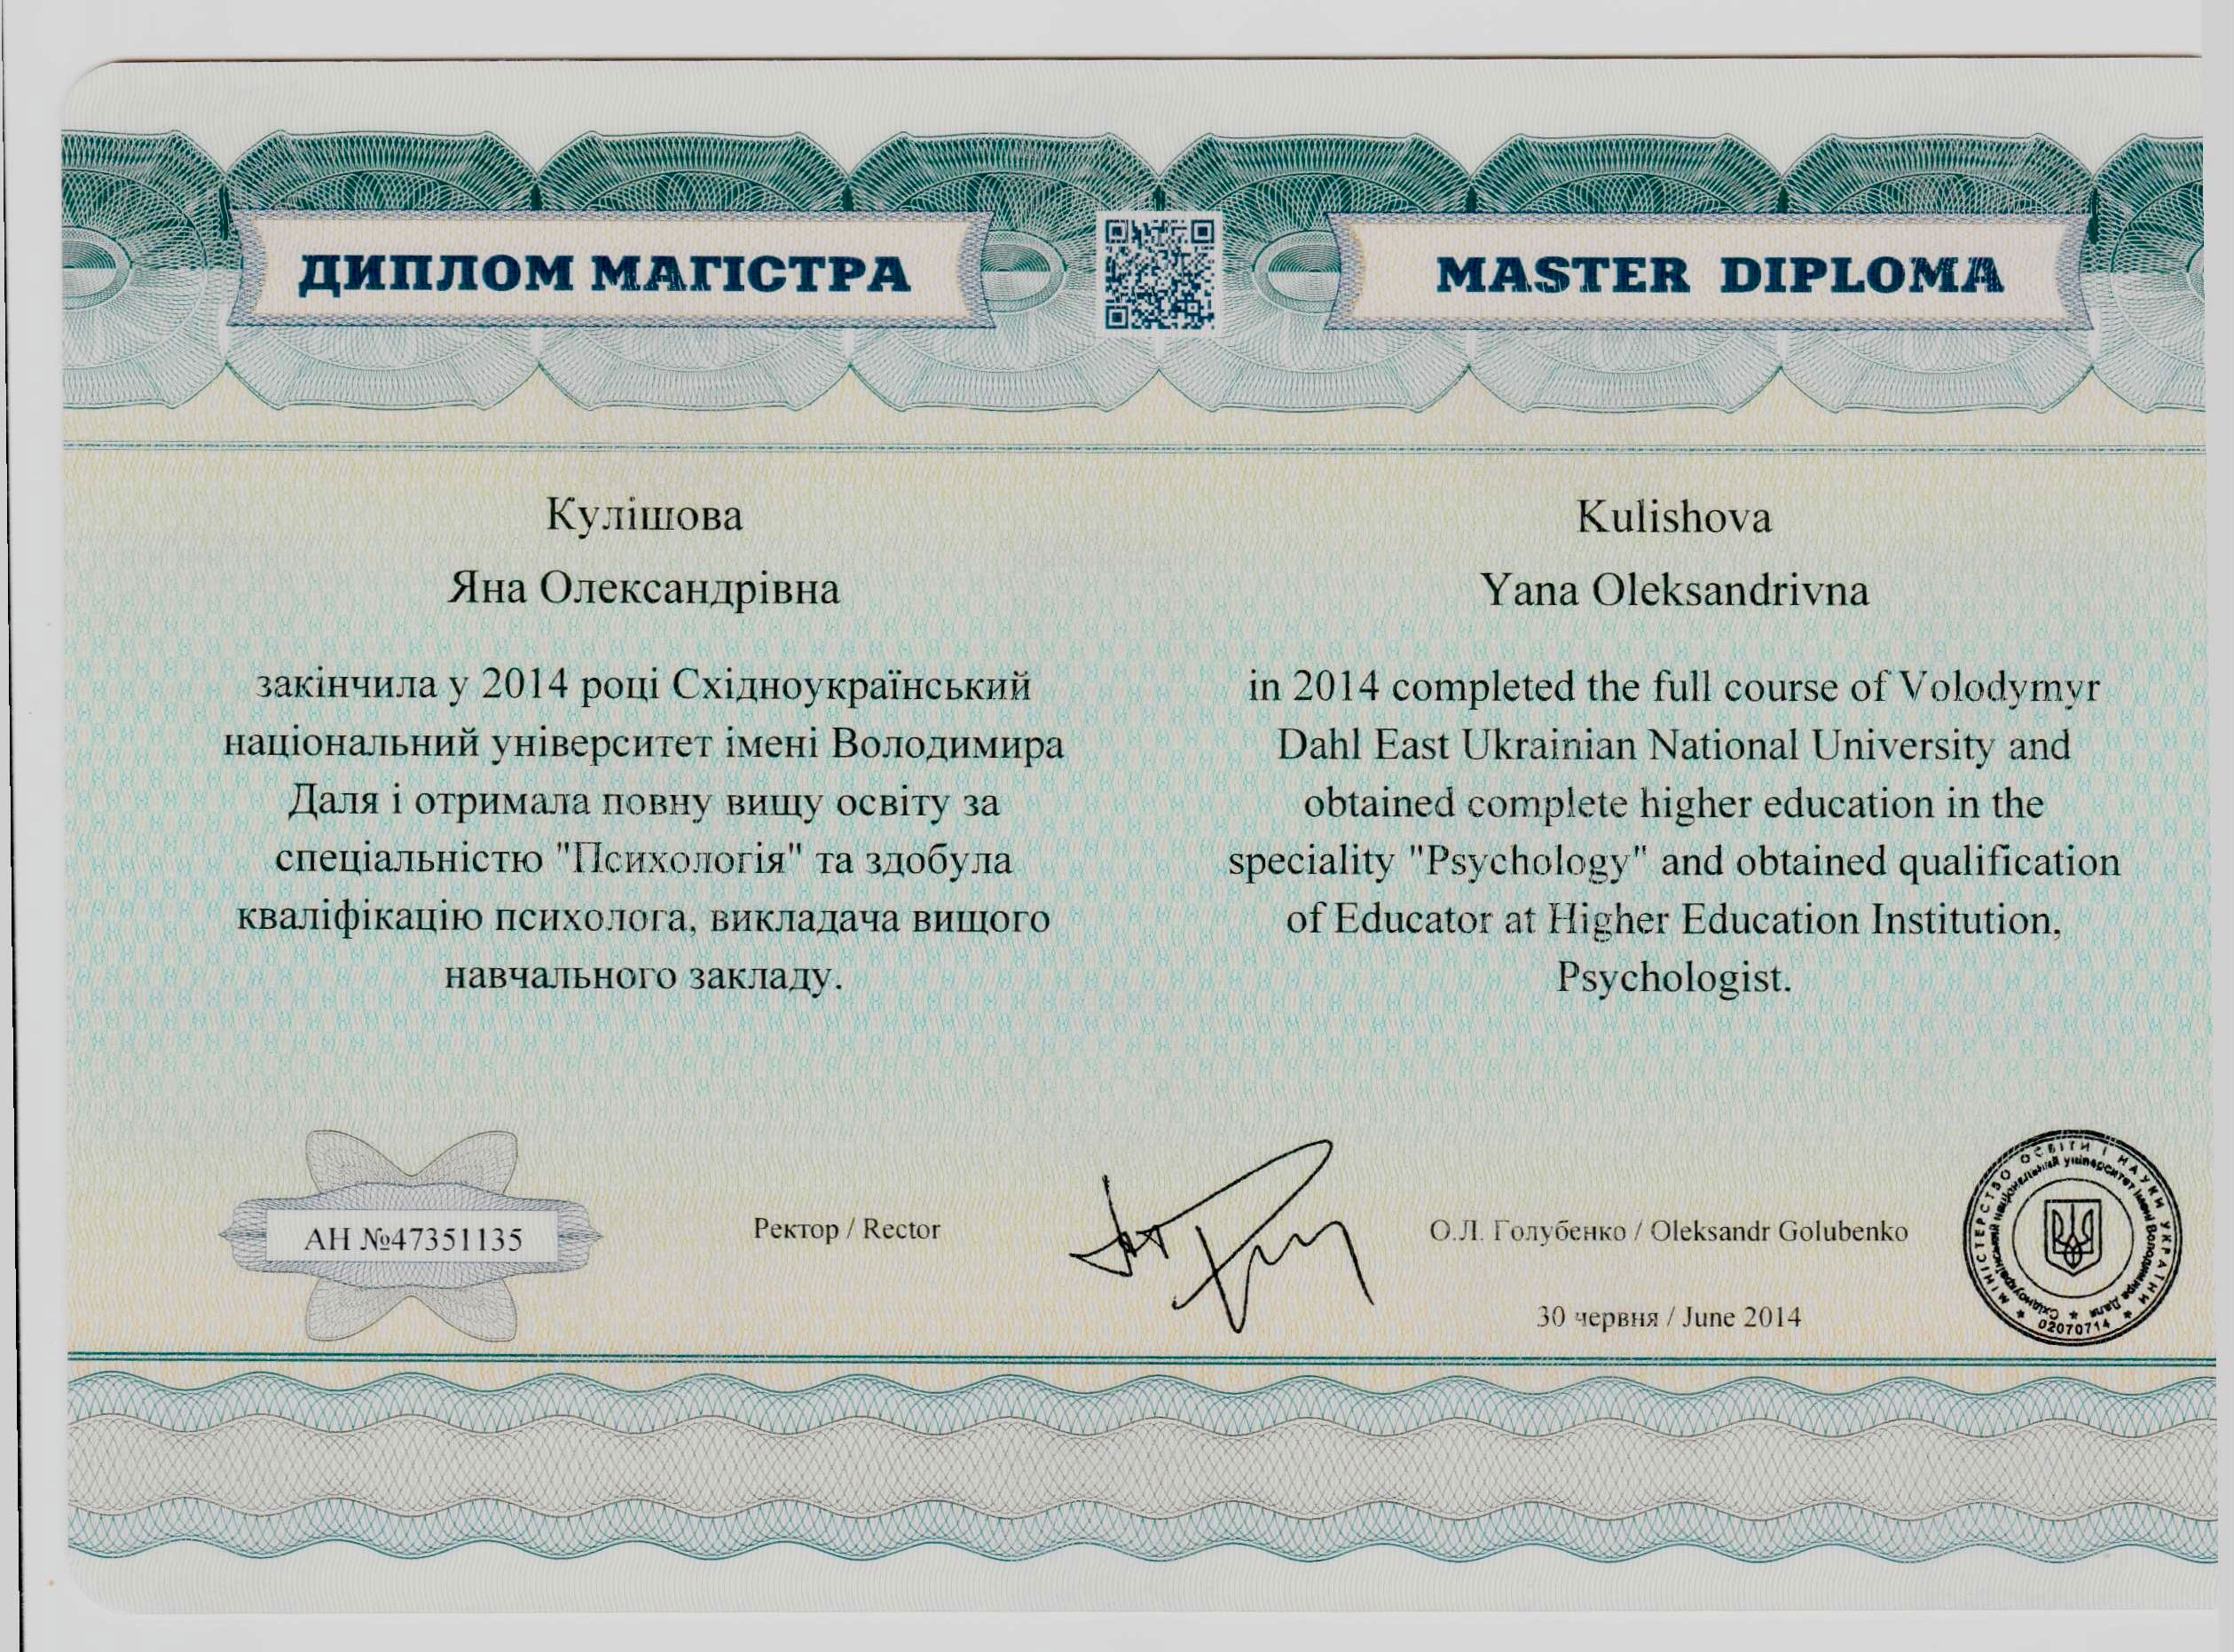 ДИПЛОМ МАГІСТРА
MASTER DIPLOMA
Кулішова
Яна Олександрівна
закінчила у 2014 році Східноукраїнський
національний університет імені Володимира
Даля і отримала повну вищу освіту за
спеціальністю "Психологія" та здобула
кваліфікацію психолога, викладача вищого
навчального закладу.
Kulishova
Yana Oleksandrivna
in 2014 completed the full course of Volodymyr
Dahl East Ukrainian National University and
obtained complete higher education in the
speciality "Psychology" and obtained qualification
of Educator at Higher Education Institution,
Psychologist.
АН №47351135
Ректор / Rector
О.Л. Голубенко / Oleksandr Golubenko
30 червня / June 2014
МІНІСТЕРСТВО ОСВІТИ І НАУКИ УКРАЇНИ
Східноукраїнський національний університет імені Володимира Даля
02070714